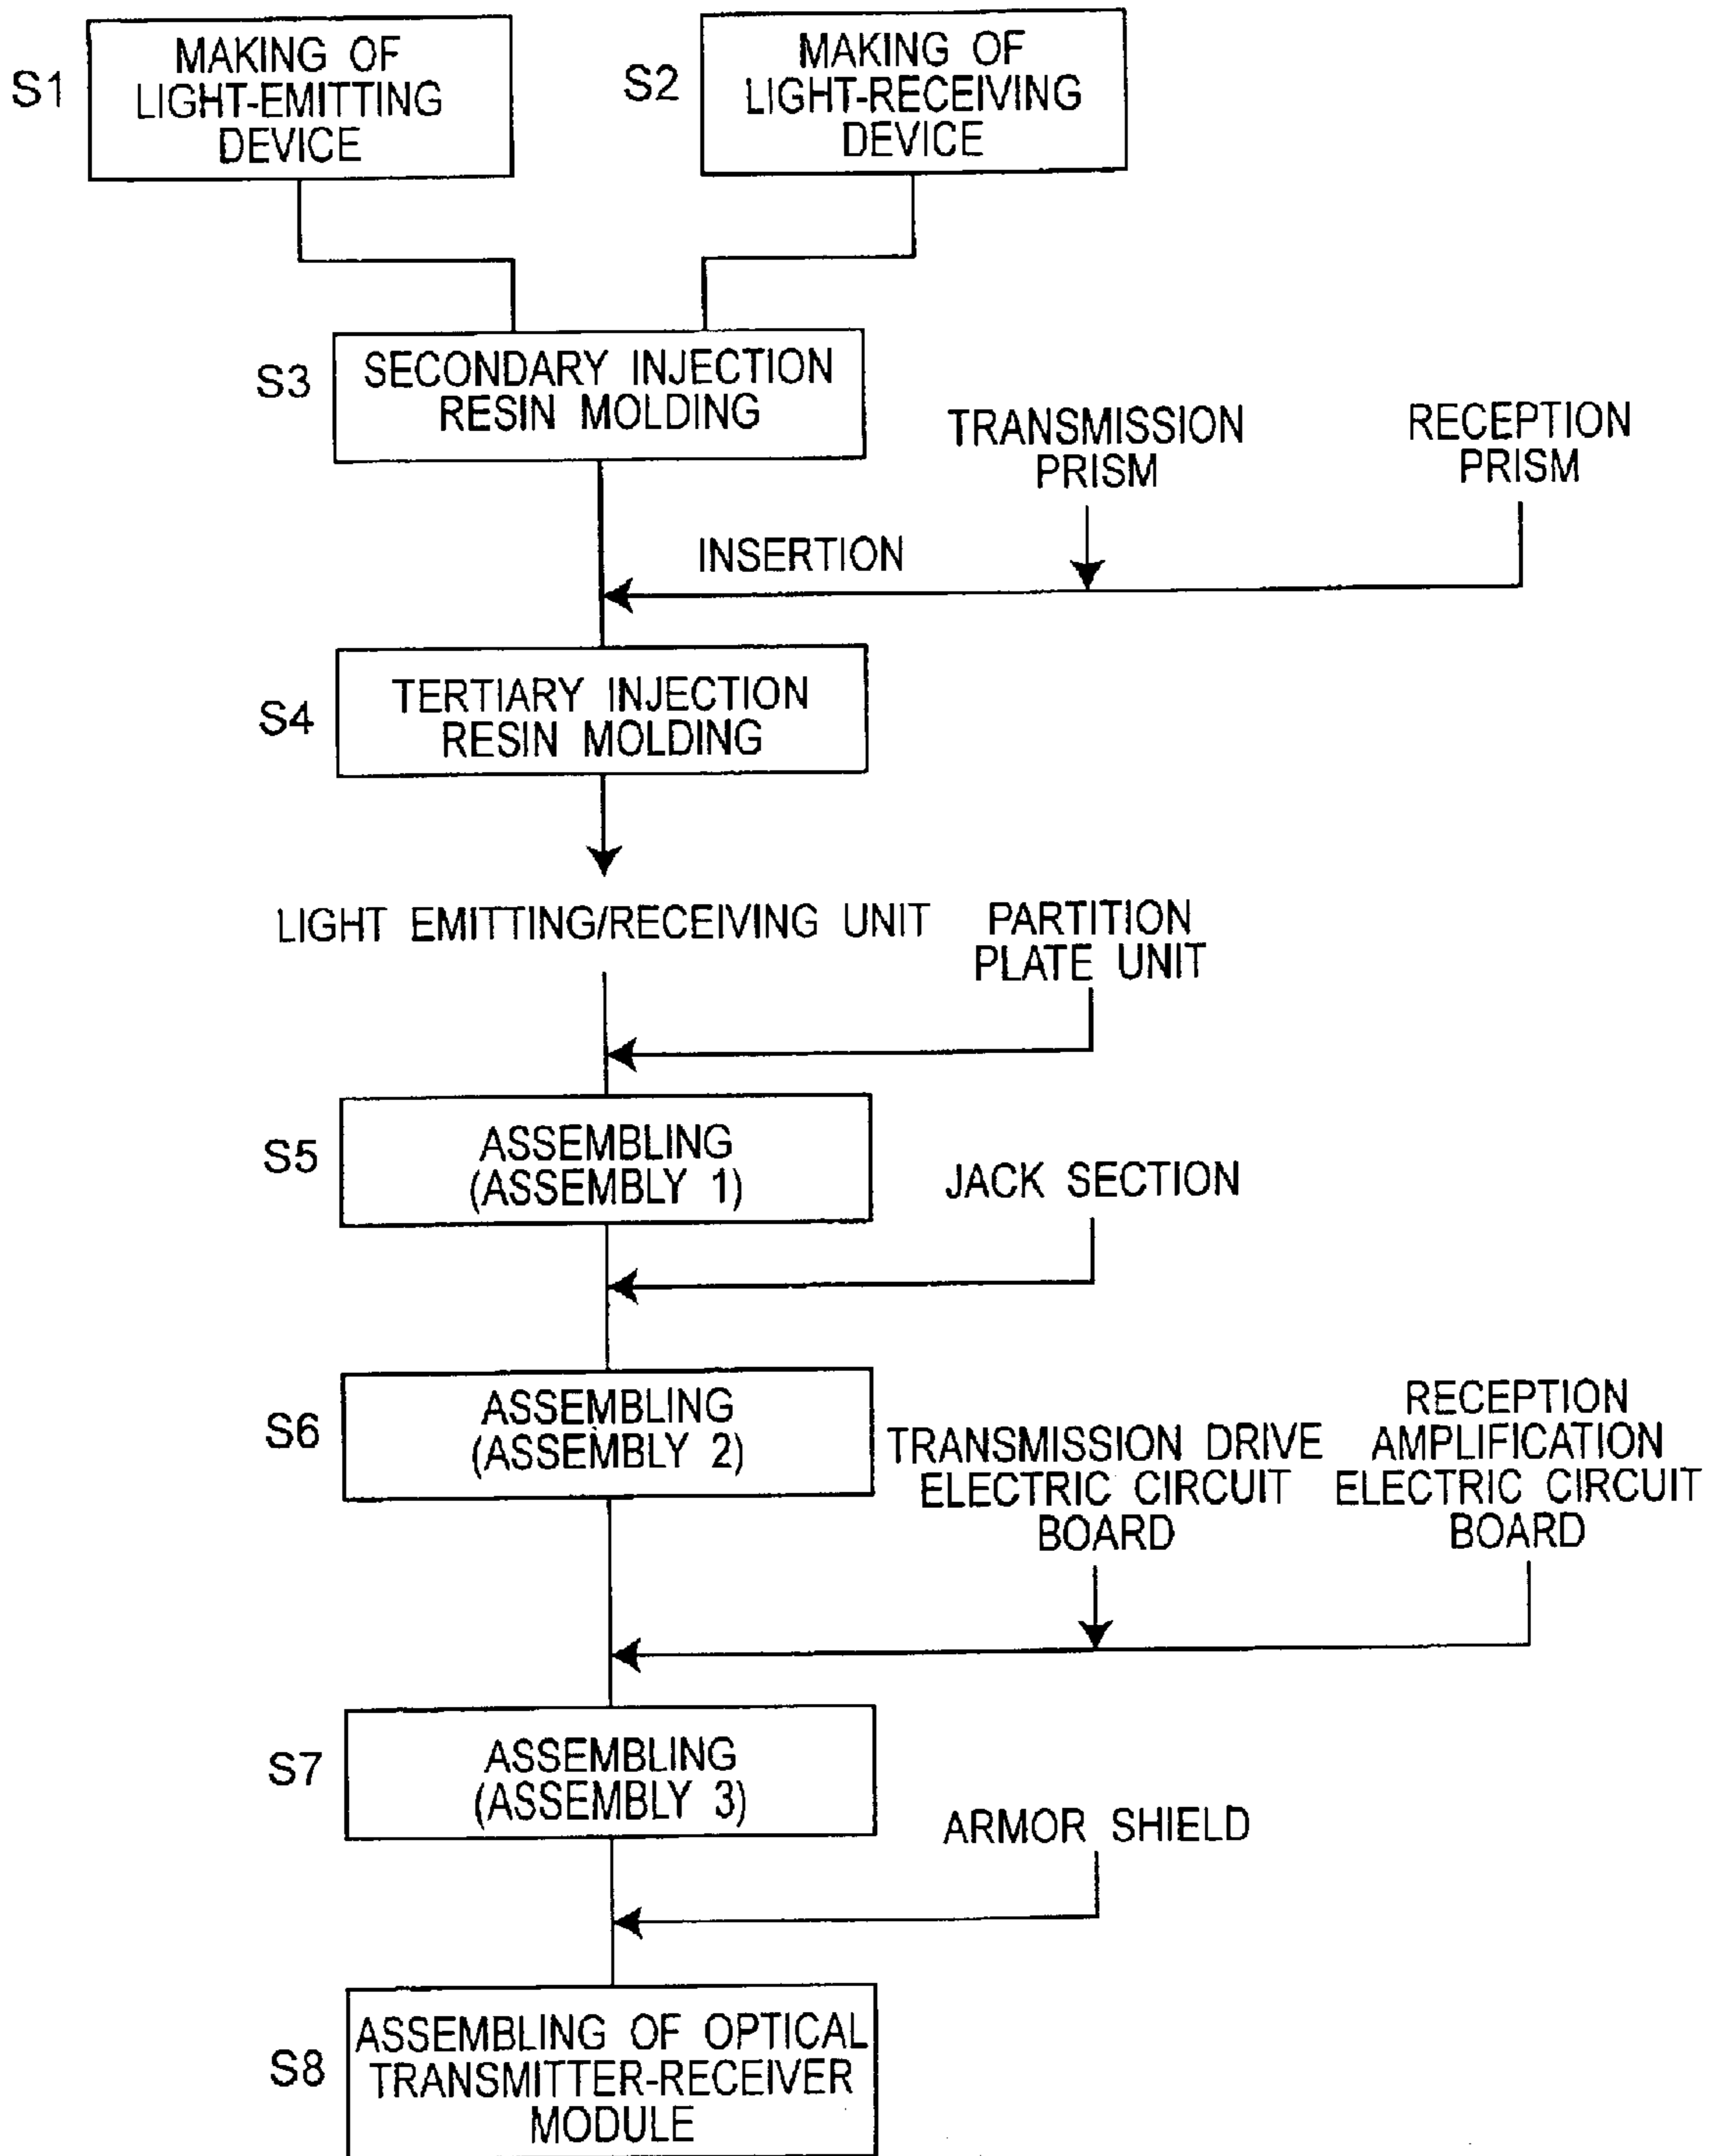 S1
MAKING OF
LIGHT-EMITTING
DEVICE
S2
MAKING OF
LIGHT-RECEIVING
DEVICE
S3
SECONDARY INJECTION
RESIN MOLDING
TRANSMISSION
PRISM
RECEPTION
PRISM
INSERTION
S4
TERTIARY INJECTION
RESIN MOLDING
LIGHT EMITTING/RECEIVING UNIT
PARTITION
PLATE UNIT
S5
ASSEMBLING
(ASSEMBLY 1)
JACK SECTION
S6
ASSEMBLING
(ASSEMBLY 2)
TRANSMISSION DRIVE
ELECTRIC CIRCUIT
BOARD
RECEPTION
AMPLIFICATION
ELECTRIC CIRCUIT
BOARD
S7
ASSEMBLING
(ASSEMBLY 3)
ARMOR SHIELD
S8
ASSEMBLING OF OPTICAL
TRANSMITTER-RECEIVER
MODULE